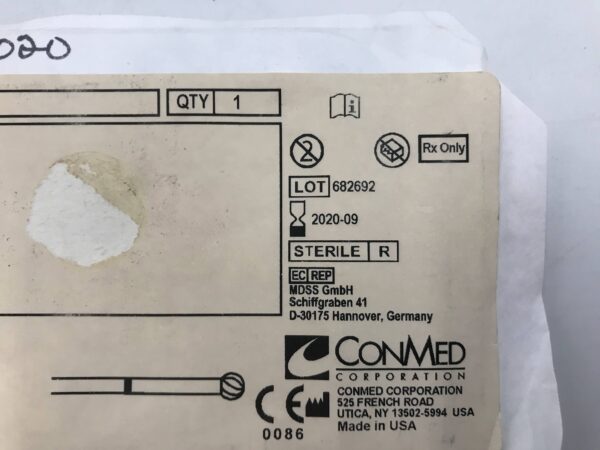 020
QTY 1
2
Rx Only
LOT 682692
2020-09
STERILE R
EC REP
MDSS GmbH
Schiffgraben 41
D-30175 Hannover, Germany
CONMED
CORPORATION
CONMED CORPORATION
525 FRENCH ROAD
UTICA, NY 13502-5994 USA
Made in USA
CE
0086